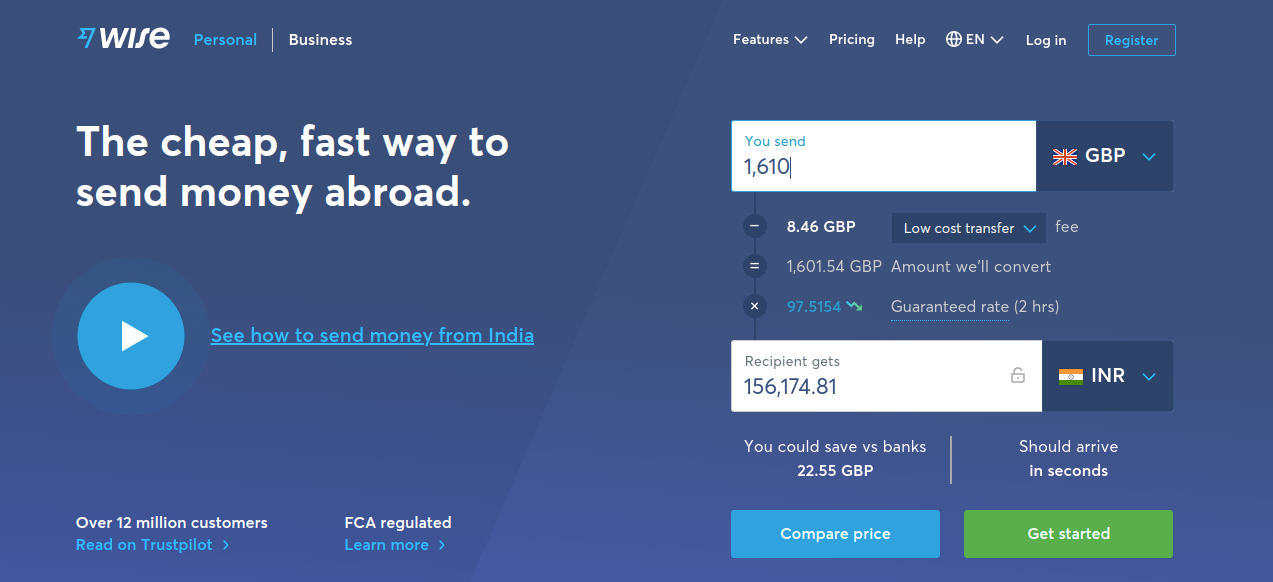 wise Personal Business
Features Pricing Help EN Log in Register
The cheap, fast way to
send money abroad.
See how to send money from India
Over 12 million customers
Read on Trustpilot
FCA regulated
Learn more
You send
1,610
GBP
− 8.46 GBP Low cost transfer fee
= 1,601.54 GBP Amount we'll convert
× 97.5154 Guaranteed rate (2 hrs)
Recipient gets
156,174.81
INR
You could save vs banks
22.55 GBP
Should arrive
in seconds
Compare price
Get started